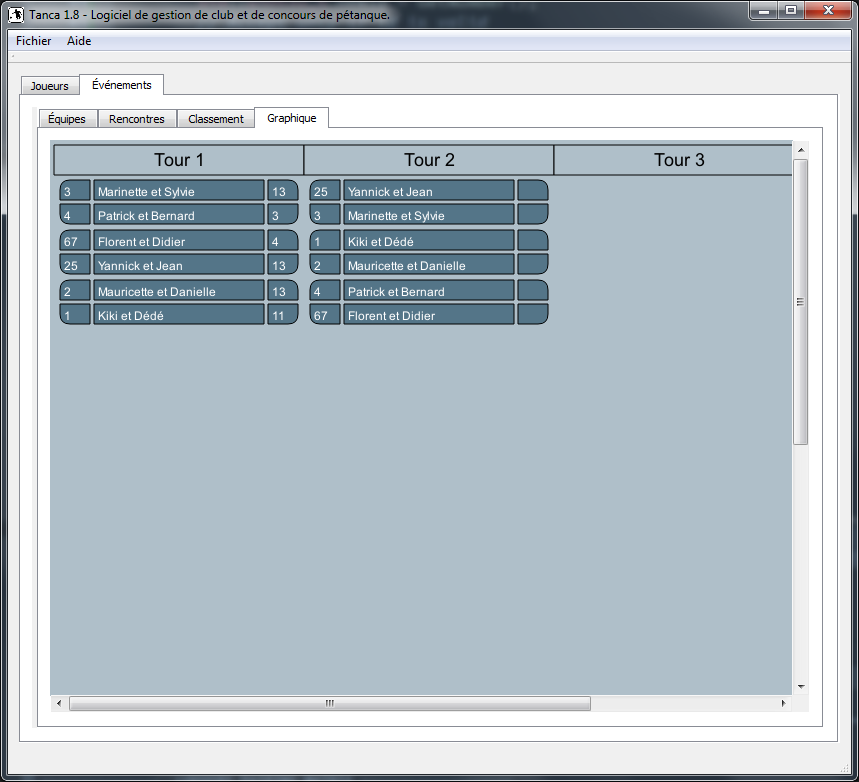 Tanca 1.8 - Logiciel de gestion de club et de concours de pétanque.
Fichier Aide
Joueurs Événements
Équipes Rencontres Classement Graphique
Tour 1 Tour 2 Tour 3
3 Marinette et Sylvie 13 25 Yannick et Jean
4 Patrick et Bernard 3 3 Marinette et Sylvie
67 Florent et Didier 4 1 Kiki et Dédé
25 Yannick et Jean 13 2 Mauricette et Danielle
2 Mauricette et Danielle 13 4 Patrick et Bernard
1 Kiki et Dédé 11 67 Florent et Didier